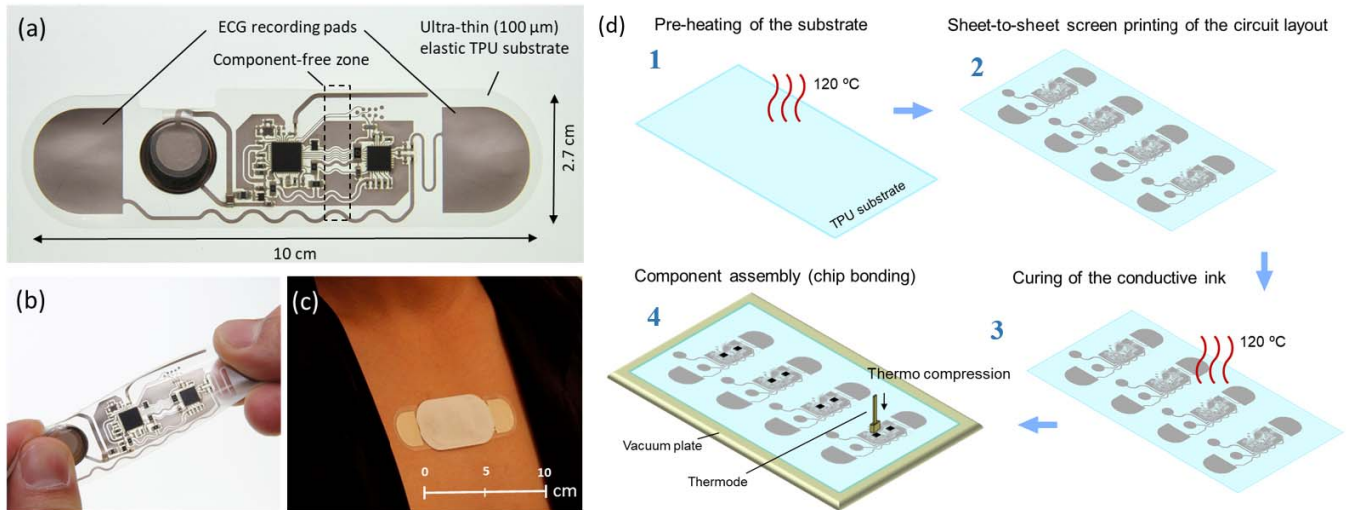 (a)
ECG recording pads
Ultra-thin (100 µm)
elastic TPU substrate
Component-free zone
2.7 cm
10 cm
(b)
(c)
0 5 10
cm
(d)
Pre-heating of the substrate
1
120 ºC
TPU substrate
Sheet-to-sheet screen printing of the circuit layout
2
Curing of the conductive ink
3
120 ºC
Component assembly (chip bonding)
4
Thermo compression
Vacuum plate
Thermode